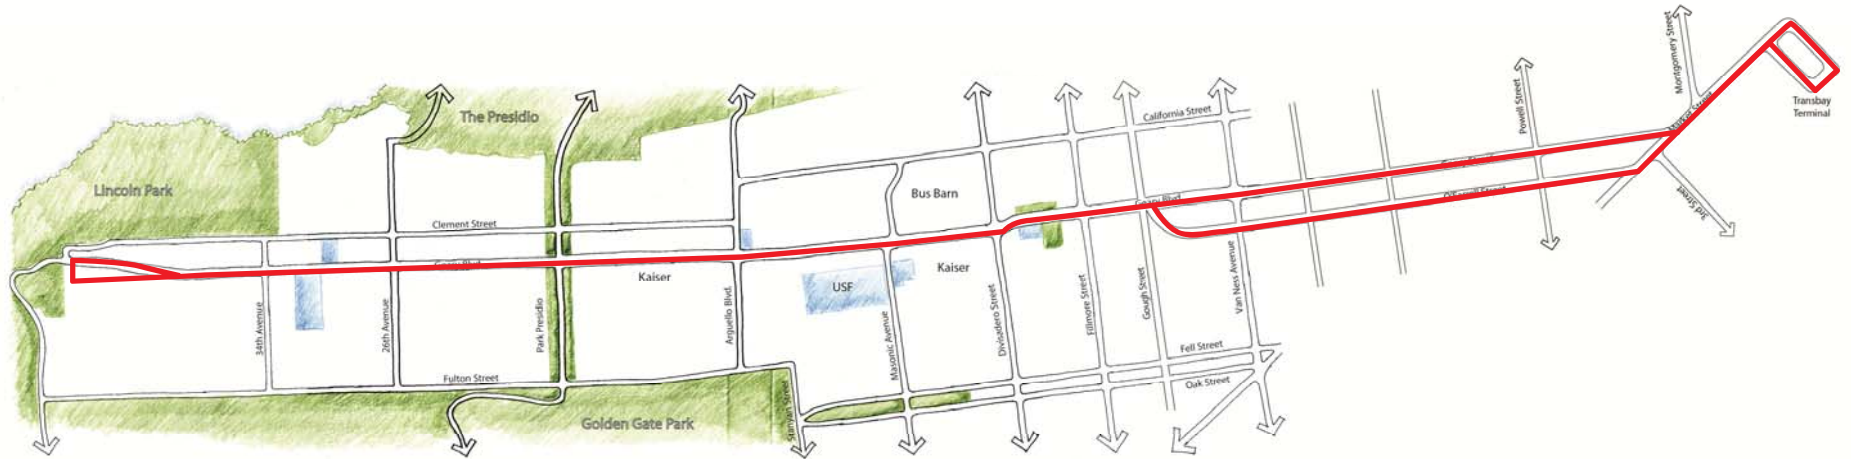 Montgomery Street
Transbay
Terminal
Market Street
Powell Street
California Street
The Presidio
Lincoln Park
Bus Barn
O'Farrell Street
3rd Street
Geary Blvd.
Clement Street
Kaiser
Kaiser
USF
34th Avenue
26th Avenue
Park Presidio
Arguello Blvd.
Masonic Avenue
Divisadero Street
Fillmore Street
Gough Street
Van Ness Avenue
Fell Street
Oak Street
Fulton Street
Stanyan Street
Golden Gate Park